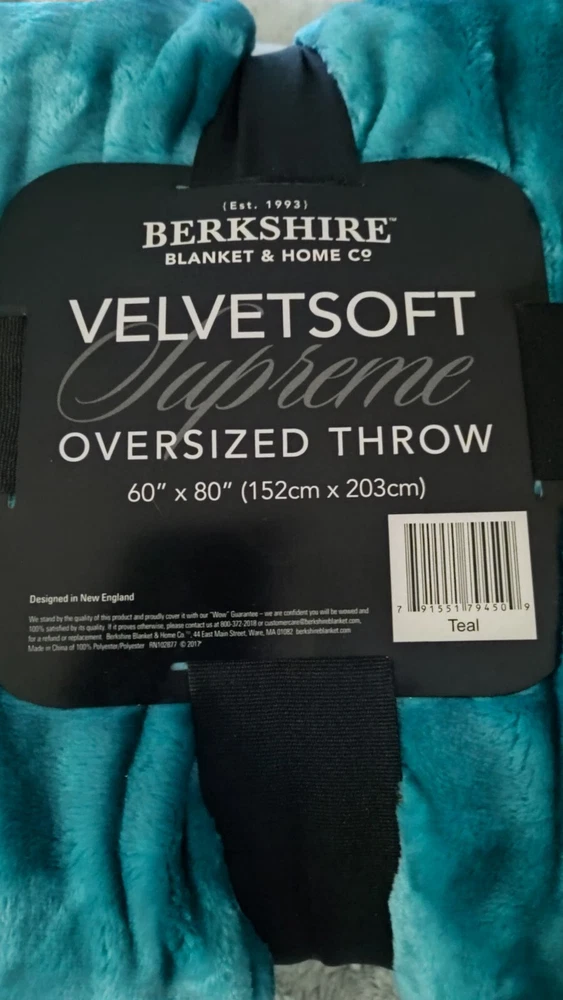 (Est. 1993)
BERKSHIRE™
BLANKET & HOME Cº
VELVETSOFT
Supreme
OVERSIZED THROW
60” x 80” (152cm x 203cm)
7 91551 79450 9
Teal
Designed in New England
We stand by the quality of this product and proudly cover it with our "Wow" Guarantee – we are confident you will be wowed and
100% satisfied by its quality. If it proves otherwise, please contact us at 800-372-2018 or customercare@berkshireblanket.com,
for a refund or replacement. Berkshire Blanket & Home Co.™, 44 East Main Street, Ware, MA 01082 berkshireblanket.com
Made in China of 100% Polyester/Polyester RN102877 © 2017